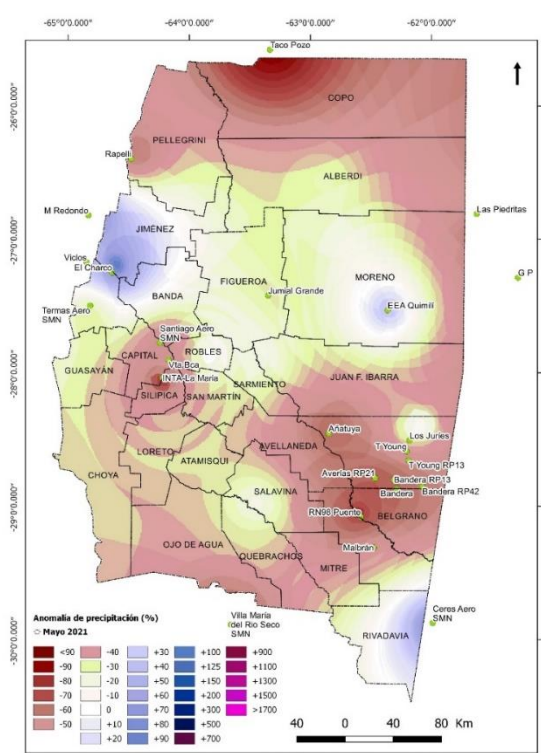 -65°0'0.000" -64°0'0.000" -63°0'0.000" -62°0'0.000"
Taco Pozo
COPO
-26°0'0.000"
PELLEGRINI
Rapelli
ALBERDI
M Redondo
Las Piedritas
JIMÉNEZ
-27°0'0.000"
Vicios
El Charco
MORENO
G P
FIGUEROA
BANDA
Jumial Grande
EEA Quimilí
Termas Aero
SMN
Santiago Aero
SMN
CAPITAL
ROBLES
GUASAYÁN
Vta.Bca
INTA-La María
-28°0'0.000"
SARMIENTO
JUAN F. IBARRA
SILIPICA
SAN MARTÍN
Añatuya
Los Juries
AVELLANEDA
T Young
LORETO
ATAMISQUI
T Young RP13
CHOYA
Averías RP21
Bandera RP13
SALAVINA
Bandera
Bandera RP42
-29°0'0.000"
RN98 Puente
BELGRANO
OJO DE AGUA
QUEBRACHOS
Malbrán
MITRE
Anomalía de precipitación (%)
Mayo 2021
Villa María
del Río Seco
SMN
Ceres Aero
SMN
RIVADAVIA
-30°0'0.000"
<90 -40 +30 +100 +900
-90 -30 +40 +125 +1100
-80 -20 +50 +150 +1300
-70 -10 +60 +200 +1500
-60 0 +70 +300 >1700
-50 +10 +80 +500
+20 +90 +700
40 0 40 80 Km